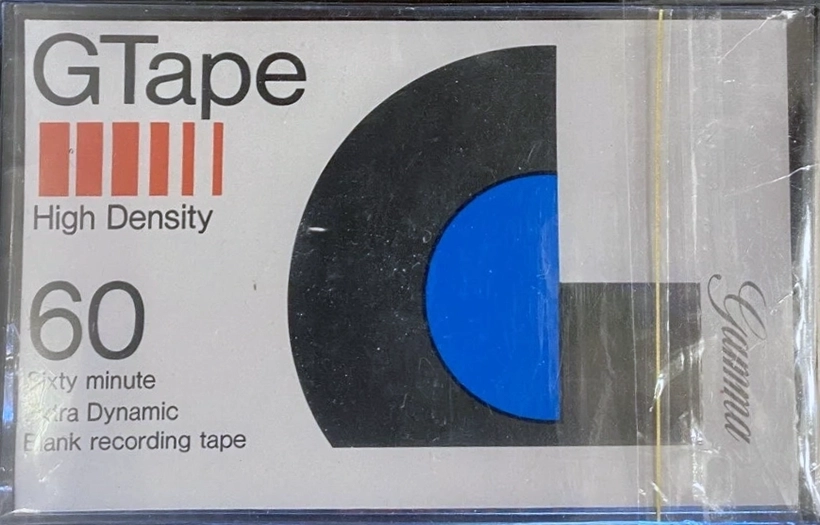 GTape
High Density
60
Sixty minute
Extra Dynamic
Blank recording tape
Gamma